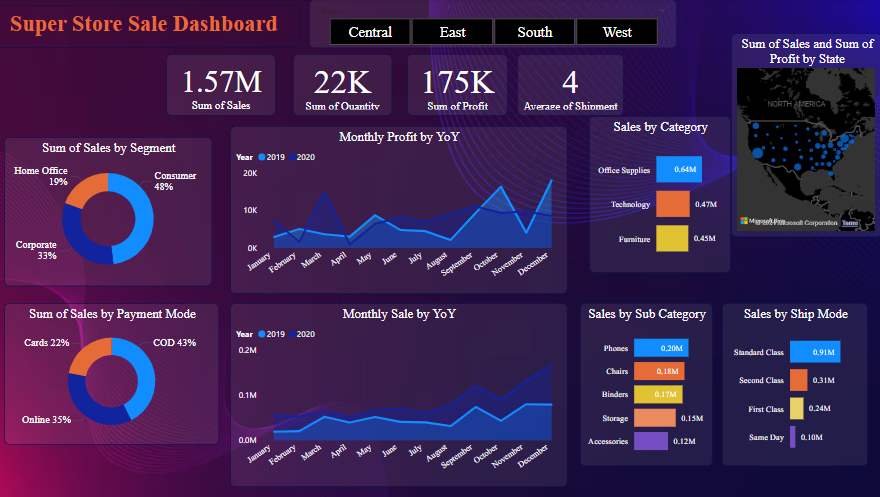 Super Store Sale Dashboard
Central
East
South
West
1.57M
Sum of Sales
22K
Sum of Quantity
175K
Sum of Profit
4
Average of Shipment
Sum of Sales and Sum of
Profit by State
NORTH AMERICA
© 2024 Microsoft Corporation Terms
Sum of Sales by Segment
Home Office
19%
Consumer
48%
Corporate
33%
Monthly Profit by YoY
Year 2019 2020
20K
10K
0K
January
February
March
April
May
June
July
August
September
October
November
December
Sales by Category
Office Supplies 0.64M
Technology 0.47M
Furniture 0.45M
Sum of Sales by Payment Mode
Cards 22%
COD 43%
Online 35%
Monthly Sale by YoY
Year 2019 2020
0.2M
0.1M
0.0M
January
February
March
April
May
June
July
August
September
October
November
December
Sales by Sub Category
Phones 0.20M
Chairs 0.18M
Binders 0.17M
Storage 0.15M
Accessories 0.12M
Sales by Ship Mode
Standard Class 0.91M
Second Class 0.31M
First Class 0.24M
Same Day 0.10M